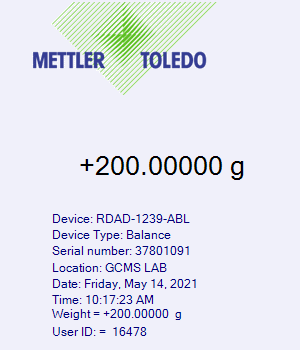 METTLER TOLEDO
+200.00000 g
Device: RDAD-1239-ABL
Device Type: Balance
Serial number: 37801091
Location: GCMS LAB
Date: Friday, May 14, 2021
Time: 10:17:23 AM
Weight = +200.00000 g
User ID: = 16478